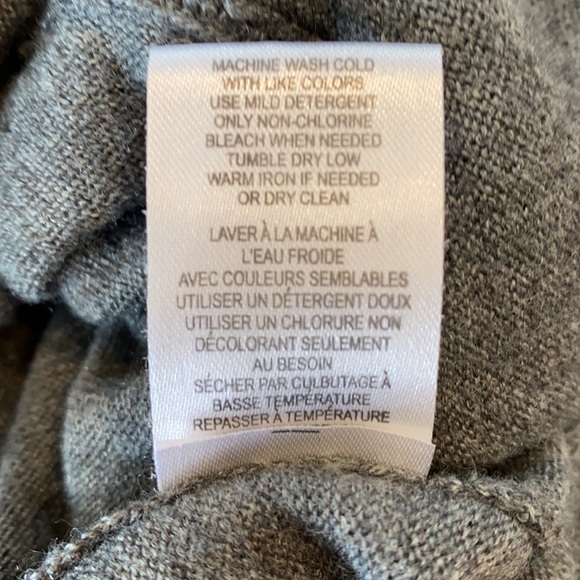 MACHINE WASH COLD
WITH LIKE COLORS
USE MILD DETERGENT
ONLY NON-CHLORINE
BLEACH WHEN NEEDED
TUMBLE DRY LOW
WARM IRON IF NEEDED
OR DRY CLEAN
LAVER À LA MACHINE À
L'EAU FROIDE
AVEC COULEURS SEMBLABLES
UTILISER UN DÉTERGENT DOUX
UTILISER UN CHLORURE NON
DÉCOLORANT SEULEMENT
AU BESOIN
SÉCHER PAR CULBUTAGE À
BASSE TEMPÉRATURE
REPASSER À TEMPÉRATURE